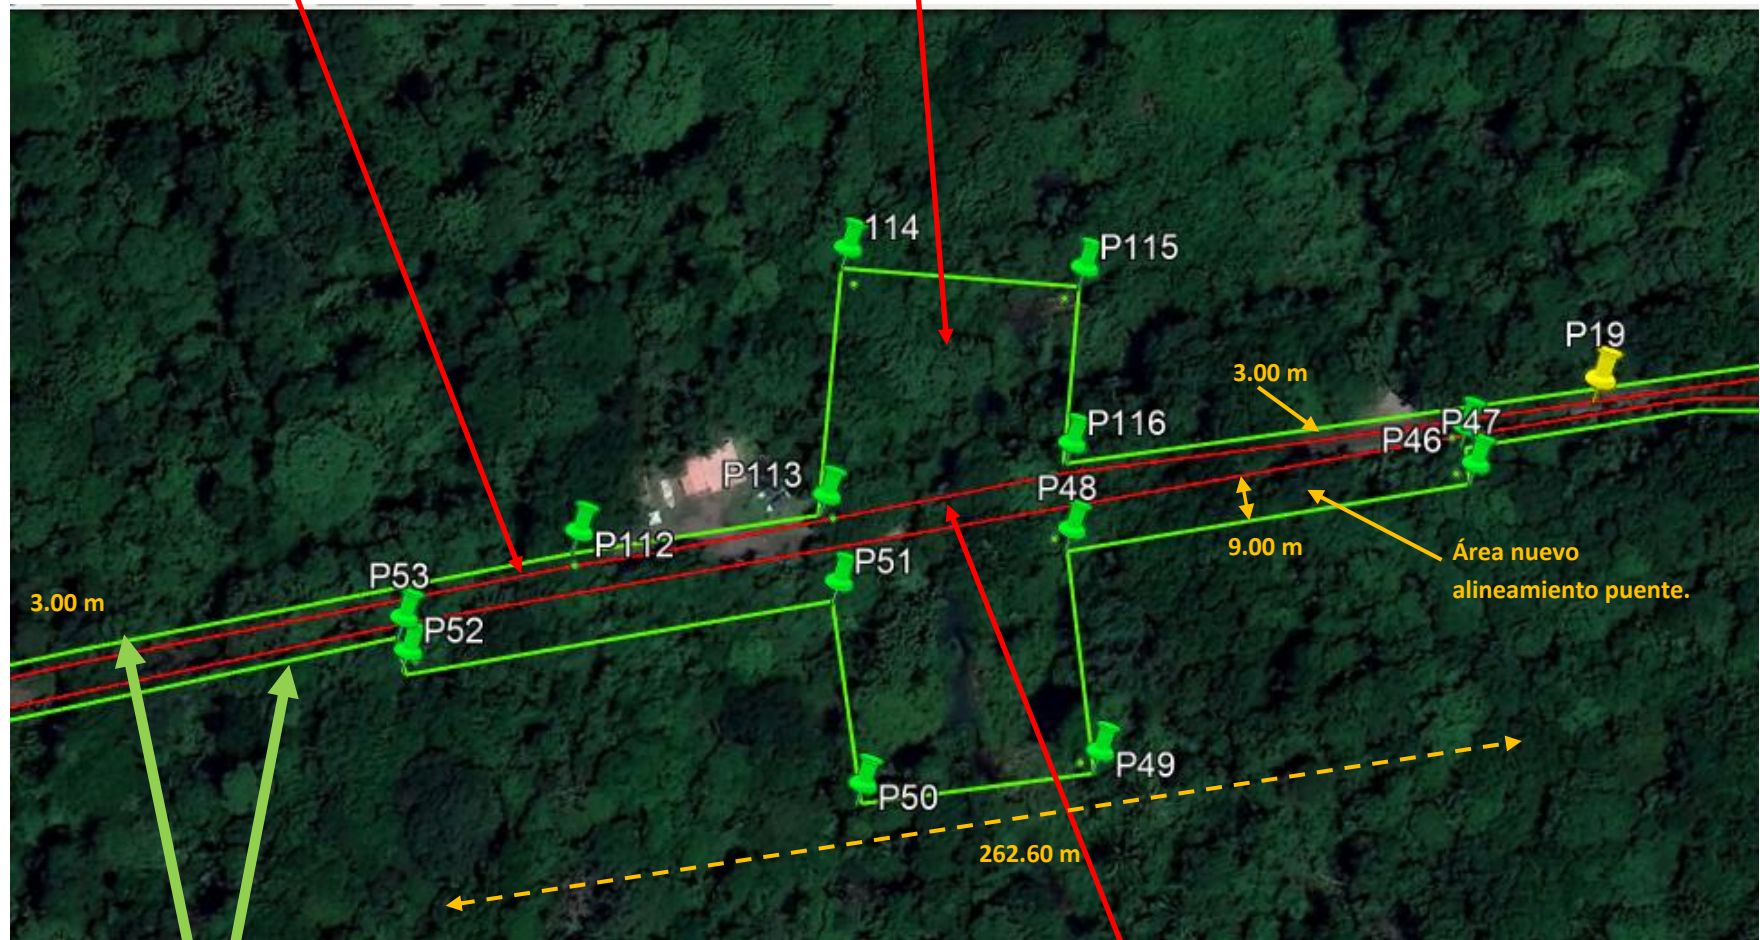 114
P115
P19
3.00 m
P116
P47
P46
P113
P48
P112
9.00 m
Área nuevo
alineamiento puente.
P51
P53
3.00 m
P52
P49
P50
262.60 m